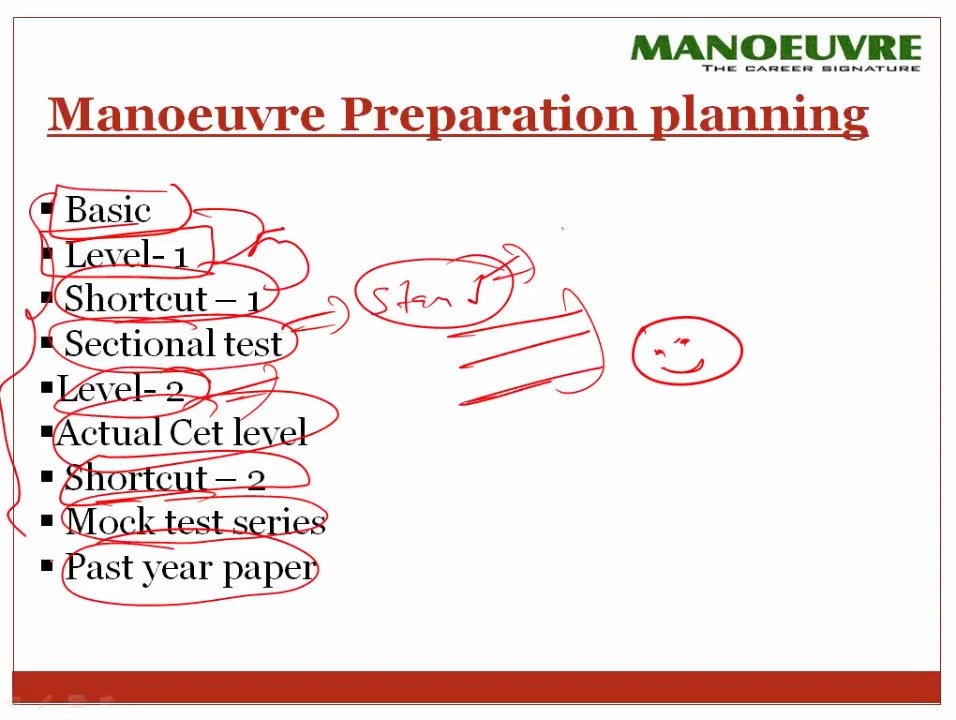 MANOEUVRE
THE CAREER SIGNATURE
Manoeuvre Preparation planning
▪ Basic
▪ Level- 1
▪ Shortcut – 1
▪ Sectional test
▪Level- 2
▪Actual Cet level
▪ Shortcut – 2
▪ Mock test series
▪ Past year paper